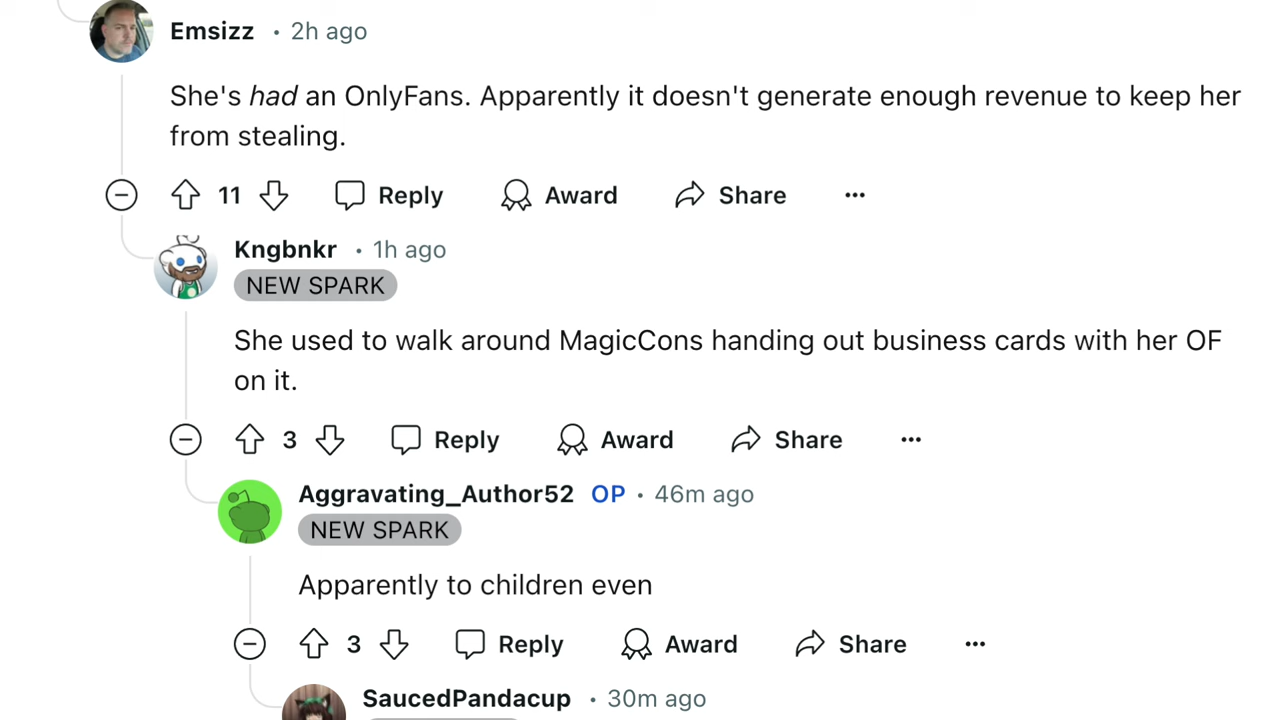 Emsizz • 2h ago
She's had an OnlyFans. Apparently it doesn't generate enough revenue to keep her
from stealing.
11 Reply Award Share ...
Kngbnkr • 1h ago
NEW SPARK
She used to walk around MagicCons handing out business cards with her OF
on it.
3 Reply Award Share ...
Aggravating_Author52 OP • 46m ago
NEW SPARK
Apparently to children even
3 Reply Award Share ...
SaucedPandacup • 30m ago